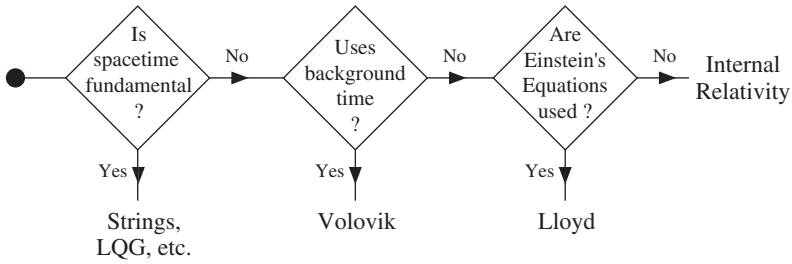 Is
spacetime
fundamental
?
No
Yes
Strings,
LQG, etc.
Uses
background
time
?
No
Yes
Volovik
Are
Einstein's
Equations
used ?
No
Yes
Lloyd
Internal
Relativity